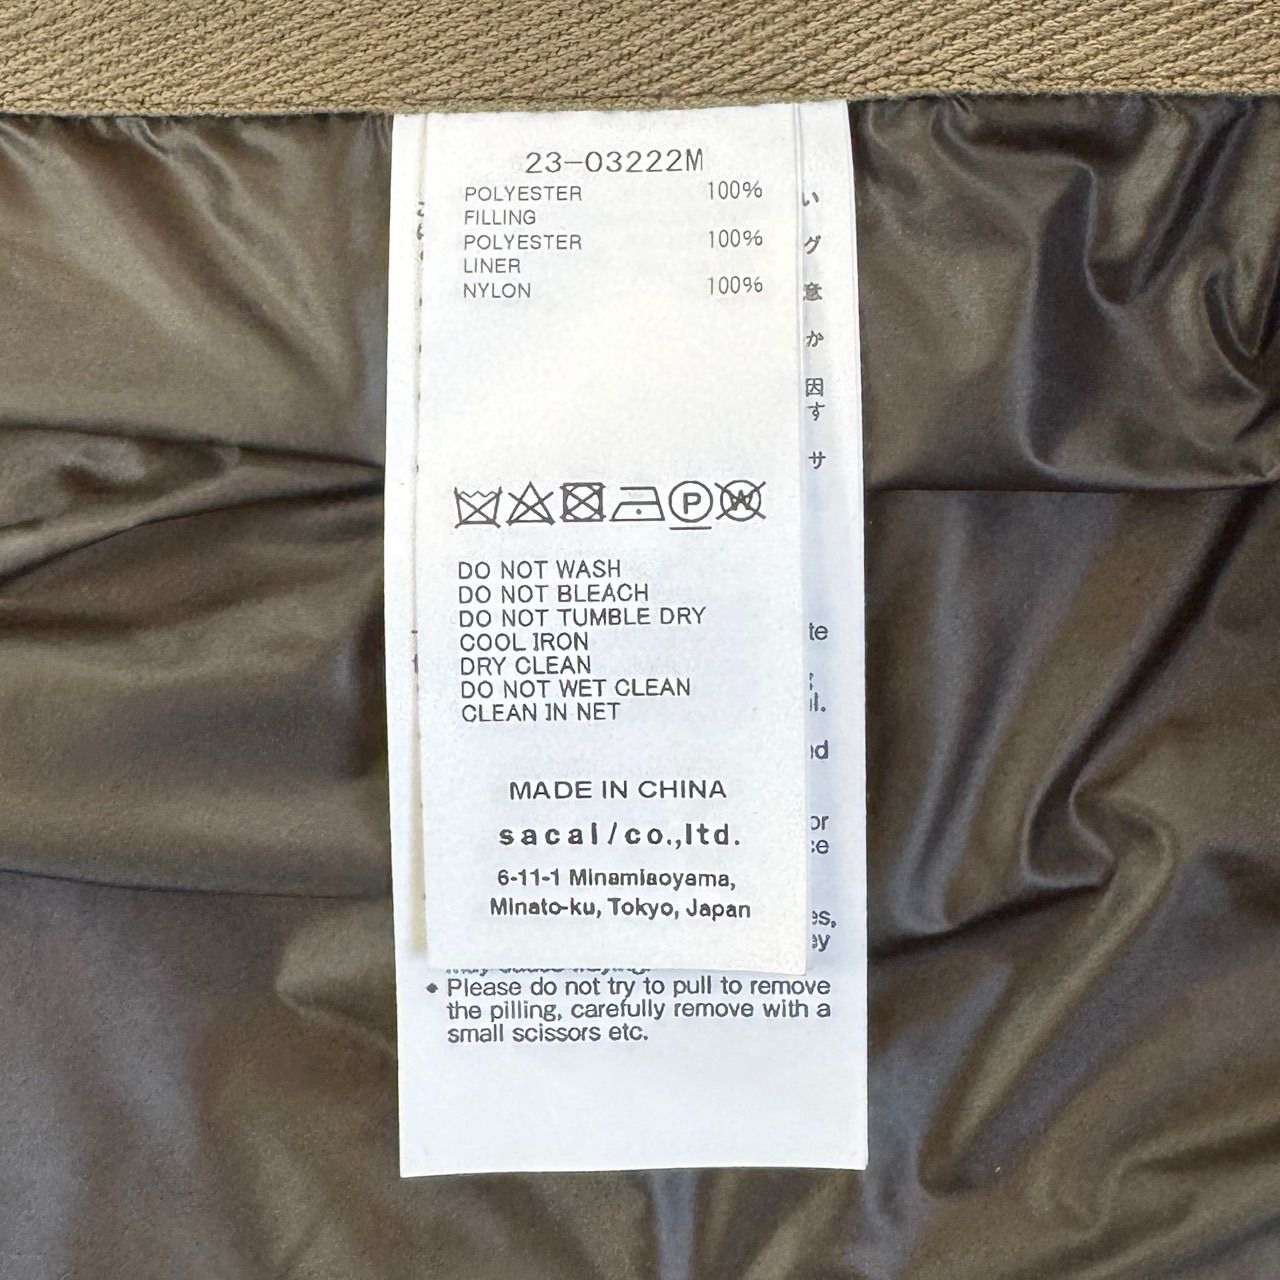 23-03222M
POLYESTER 100%
FILLING
POLYESTER 100%
LINER
NYLON 100%
P W
DO NOT WASH
DO NOT BLEACH
DO NOT TUMBLE DRY
COOL IRON
DRY CLEAN
DO NOT WET CLEAN
CLEAN IN NET
MADE IN CHINA
sacai/co.,ltd.
6-11-1 Minamiaoyama,
Minato-ku, Tokyo, Japan
• Please do not try to pull to remove
the pilling, carefully remove with a
small scissors etc.